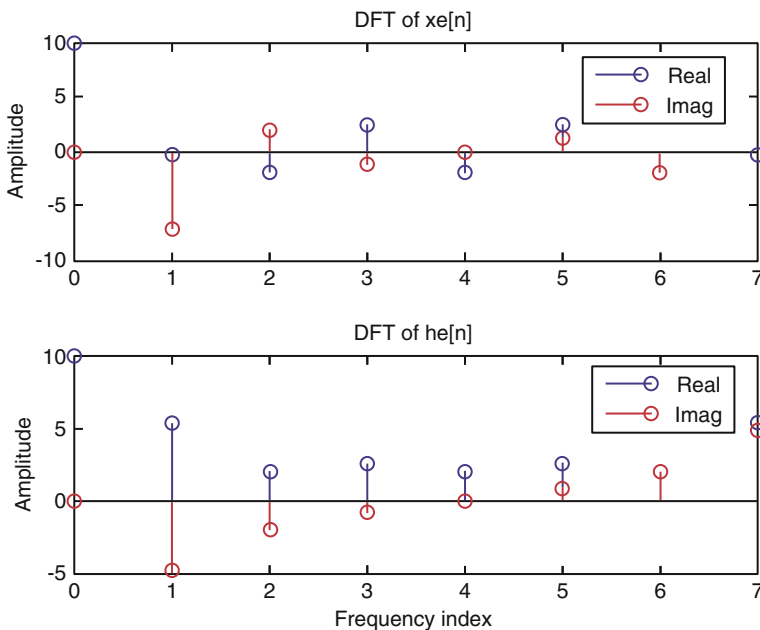 DFT of xe[n]
10
5
0
-5
-10
Amplitude
Real
Imag
0 1 2 3 4 5 6 7
DFT of he[n]
10
5
0
-5
Amplitude
Real
Imag
0 1 2 3 4 5 6 7
Frequency index